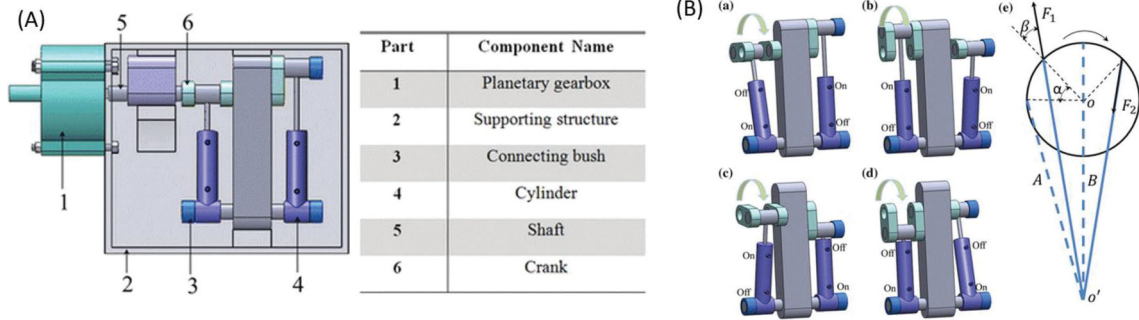 (A)
6
5
1
2
3
4
Part Component Name
1 Planetary gearbox
2 Supporting structure
3 Connecting bush
4 Cylinder
5 Shaft
6 Crank
(B)
(a)
Off
On
On
Off
(b)
Off
On
On
Off
(c)
On
Off
Off
On
(d)
On
Off
Off
On
(e)
F1
β
α
o
F2
A
B
o'